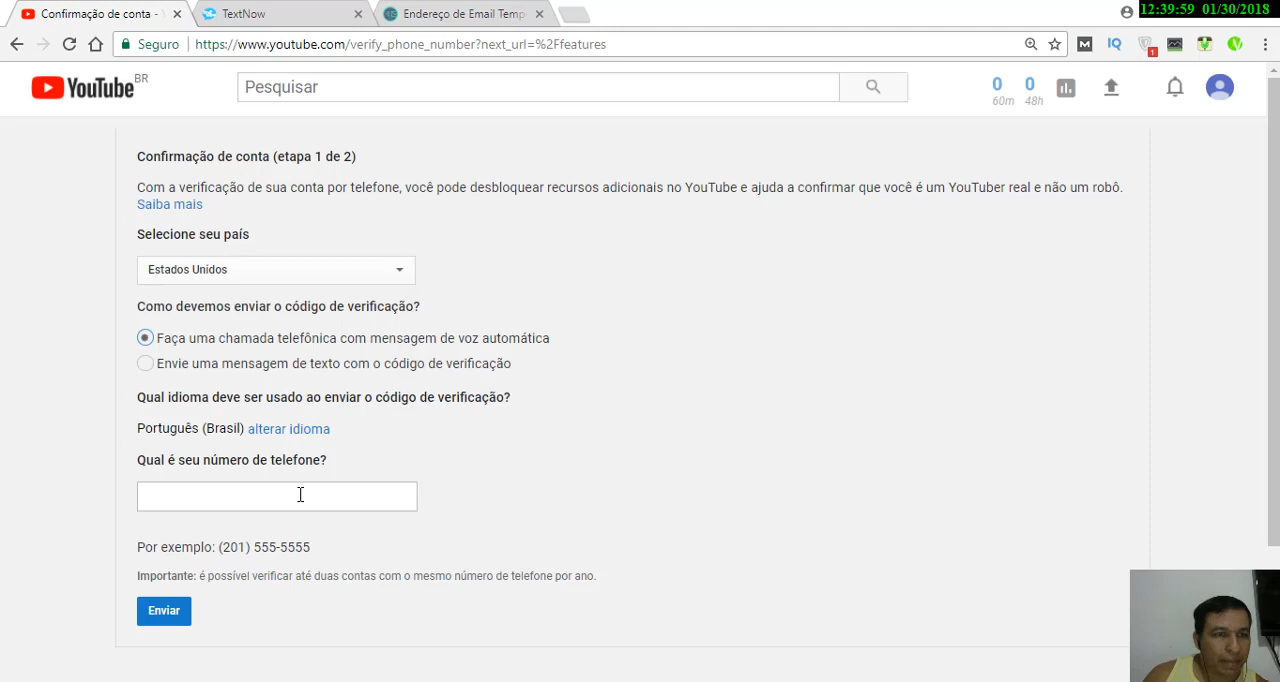 Confirmação de conta - Y
TextNow
Endereço de Email Temp
12:39:59 01/30/2018
Seguro
https://www.youtube.com/verify_phone_number?next_url=%2Ffeatures
M
IQ
1
V
YouTube BR
Pesquisar
0
60m
0
48h
Confirmação de conta (etapa 1 de 2)
Com a verificação de sua conta por telefone, você pode desbloquear recursos adicionais no YouTube e ajuda a confirmar que você é um YouTuber real e não um robô.
Saiba mais
Selecione seu país
Estados Unidos
Como devemos enviar o código de verificação?
Faça uma chamada telefônica com mensagem de voz automática
Envie uma mensagem de texto com o código de verificação
Qual idioma deve ser usado ao enviar o código de verificação?
Português (Brasil) alterar idioma
Qual é seu número de telefone?
Por exemplo: (201) 555-5555
Importante: é possível verificar até duas contas com o mesmo número de telefone por ano.
Enviar